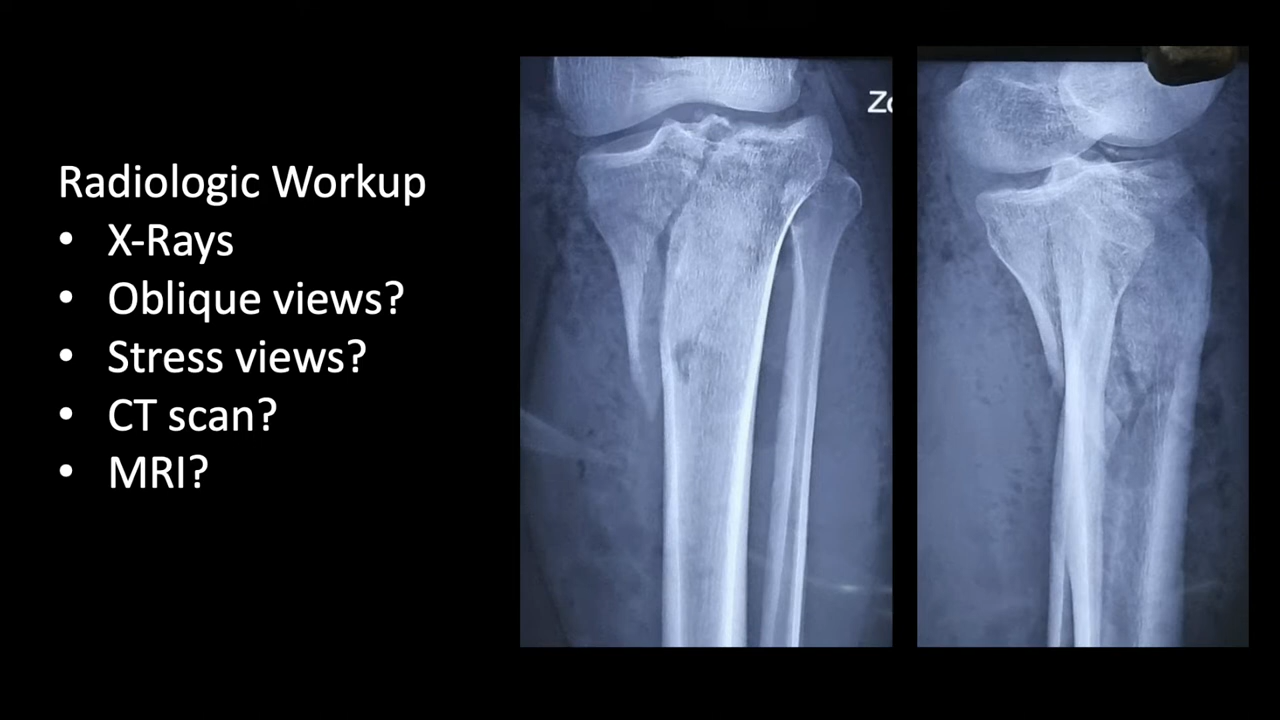 Radiologic Workup
• X-Rays
• Oblique views?
• Stress views?
• CT scan?
• MRI?